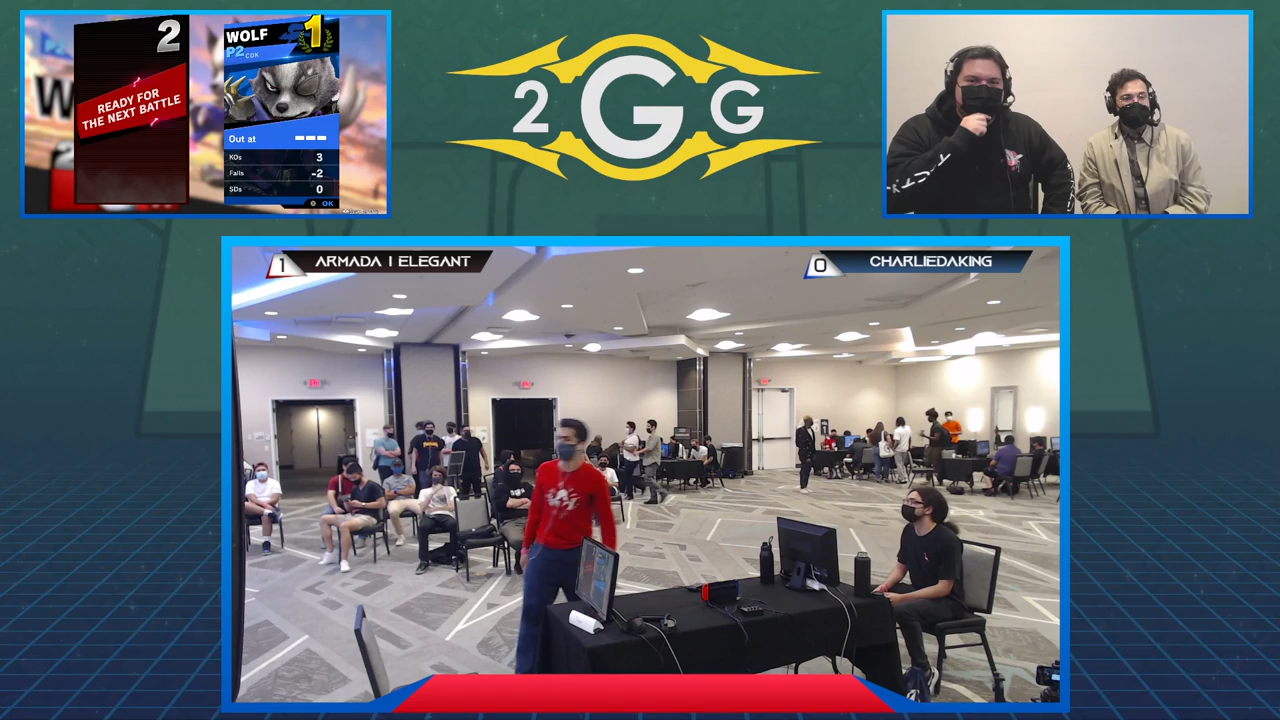 2
READY FOR
THE NEXT BATTLE
W
WOLF
1
P2 CDK
Out at
KOs 3
Falls -2
SDs 0
OK
2GG
1 ARMADA | ELEGANT
0 CHARLIEDAKING